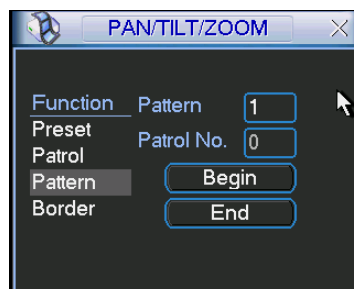 PAN/TILT/ZOOM
Function
Preset
Patrol
Pattern
Border
Pattern 1
Patrol No. 0
Begin
End